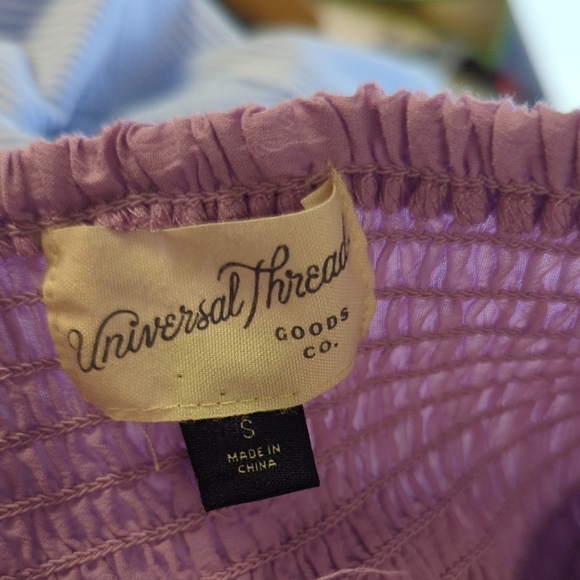 Universal Thread
GOODS
CO.
S
MADE IN
CHINA